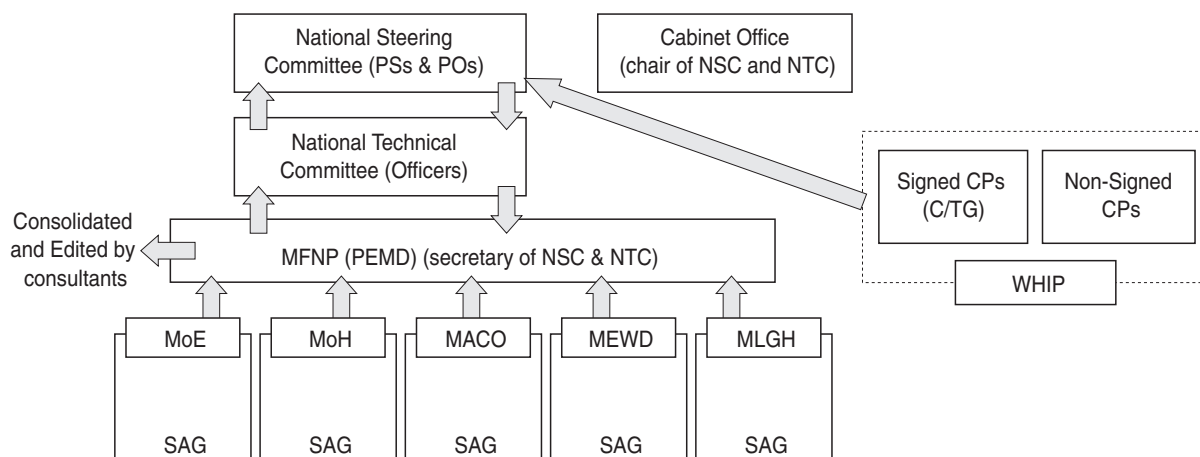 National Steering
Committee (PSs & POs)
Cabinet Office
(chair of NSC and NTC)
National Technical
Committee (Officers)
Signed CPs
(C/TG)
Non-Signed
CPs
Consolidated
and Edited by
consultants
MFNP (PEMD) (secretary of NSC & NTC)
WHIP
MoE
MoH
MACO
MEWD
MLGH
SAG
SAG
SAG
SAG
SAG